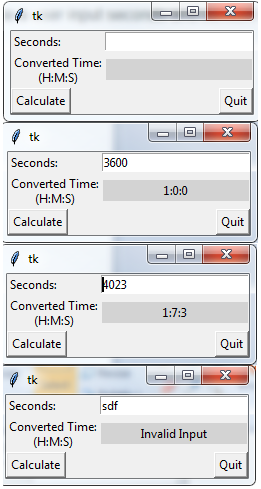 tk
Seconds:
Converted Time:
(H:M:S)
Calculate Quit
tk
Seconds: 3600
Converted Time: 1:0:0
(H:M:S)
Calculate Quit
tk
Seconds: 4023
Converted Time: 1:7:3
(H:M:S)
Calculate Quit
tk
Seconds: sdf
Converted Time: Invalid Input
(H:M:S)
Calculate Quit